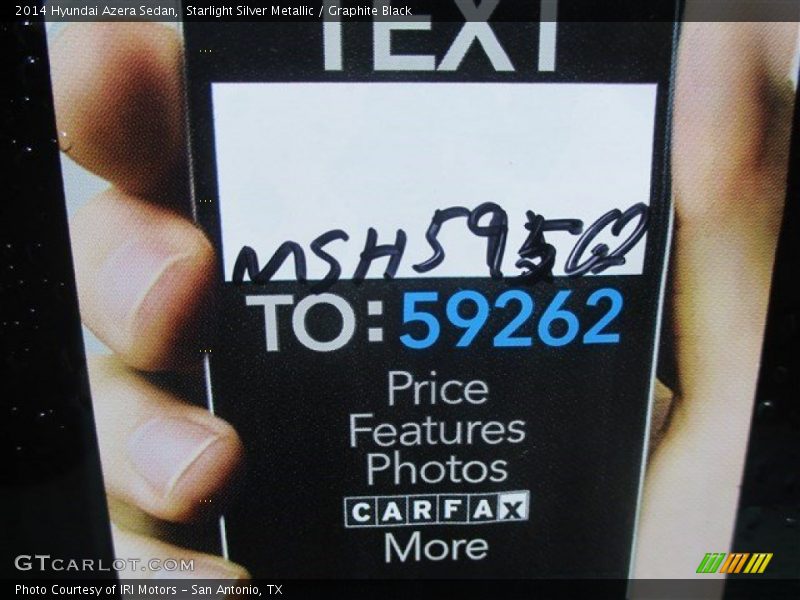 2014 Hyundai Azera Sedan, Starlight Silver Metallic / Graphite Black
TEXT
TO: 59262
Price
Features
Photos
CARFAX
More
GTCARLOT.COM
Photo Courtesy of IRI Motors - San Antonio, TX